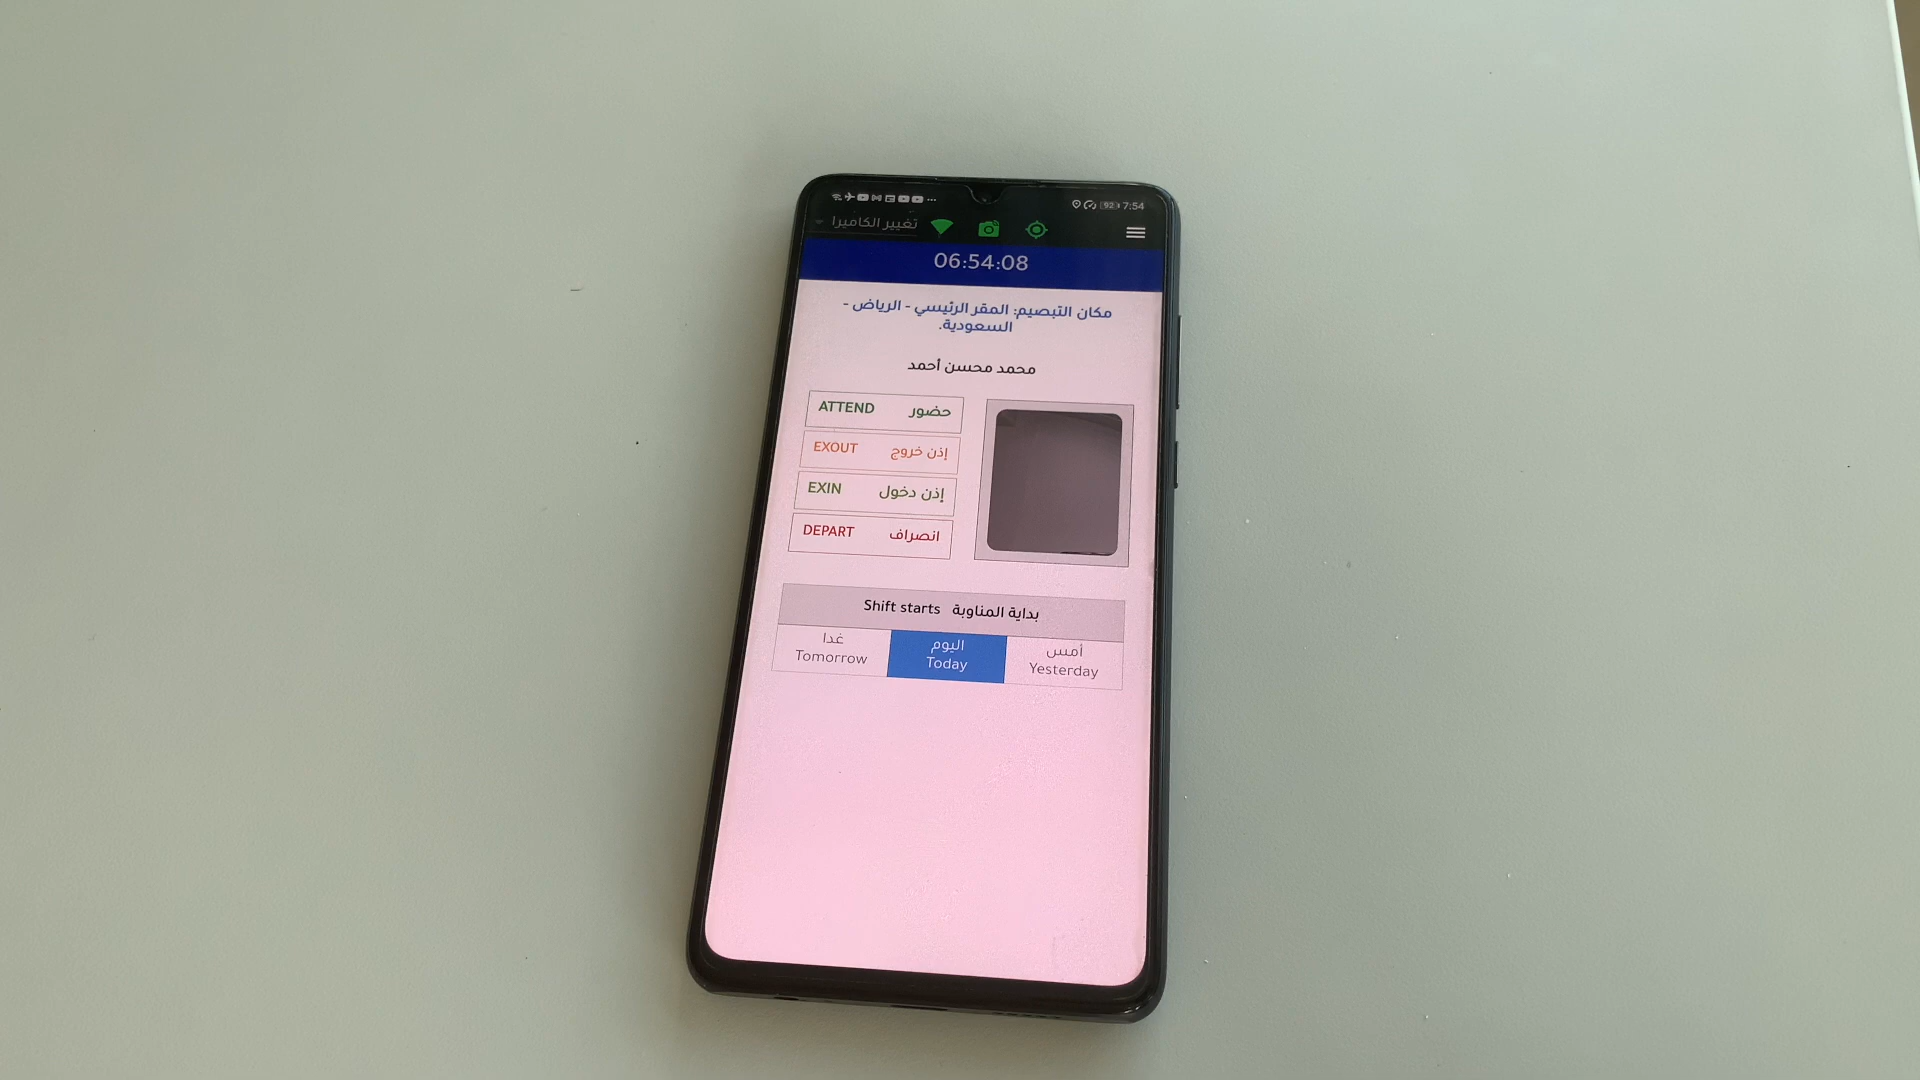 92 7:54
تغيير الكاميرا
06:54:08
مكان التبصيم: المقر الرئيسي - الرياض -
السعودية.
محمد محسن أحمد
حضور ATTEND
إذن خروج EXOUT
إذن دخول EXIN
انصراف DEPART
بداية المناوبة Shift starts
أمس
Yesterday
اليوم
Today
غدا
Tomorrow